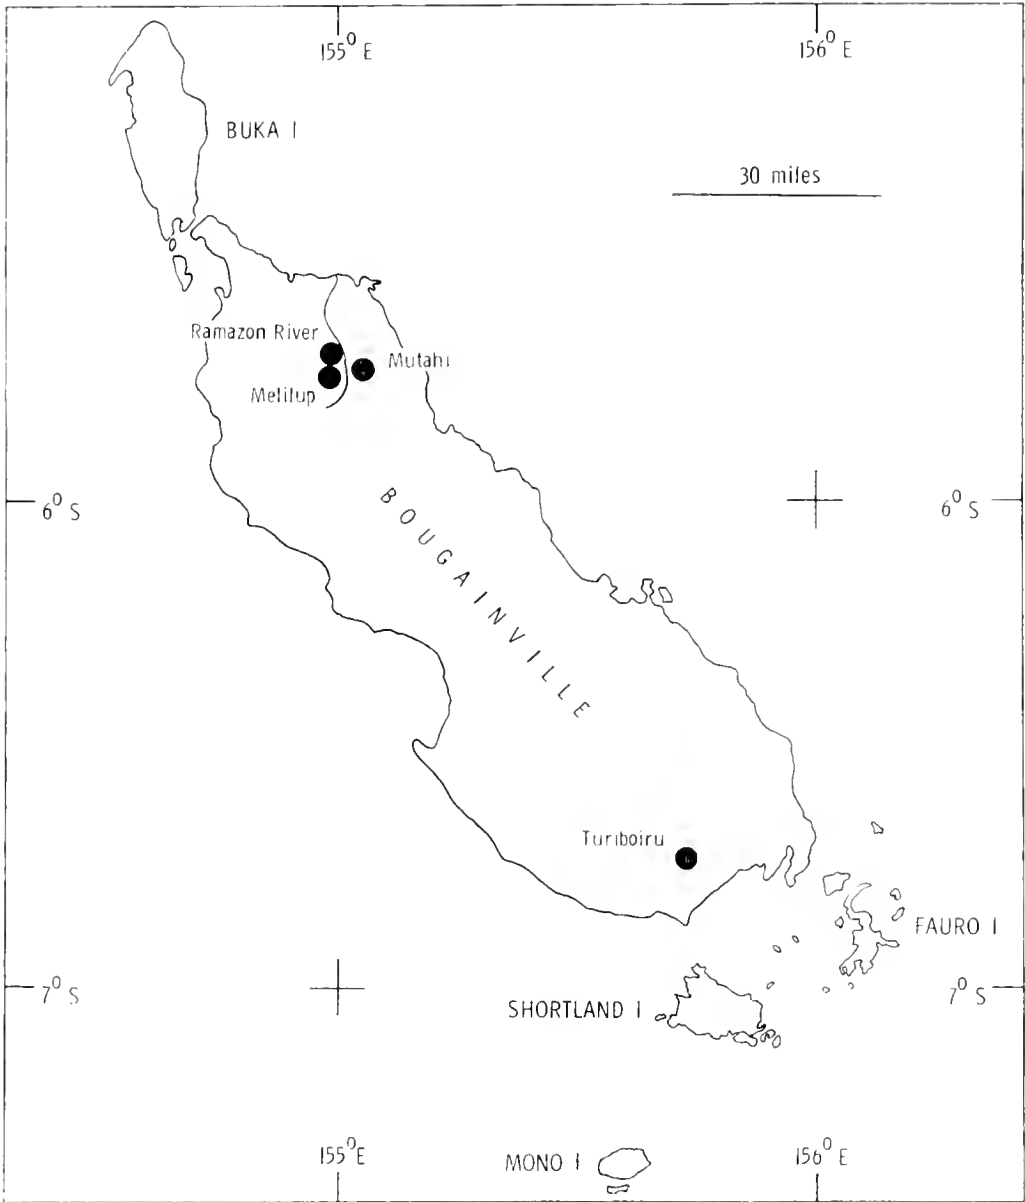 155° E
156° E
BUKA I
30 miles
Ramazon River
Mutahi
Melilup
6° S
6° S
BOUGAINVILLE
Turiboiru
FAURO I
7° S
7° S
SHORTLAND I
155° E
156° E
MONO I